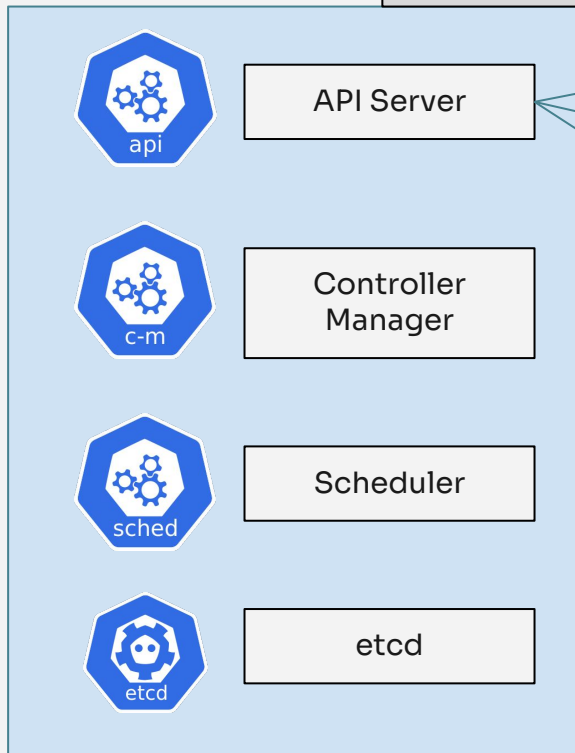 api
API Server
c-m
Controller
Manager
sched
Scheduler
etcd
etcd